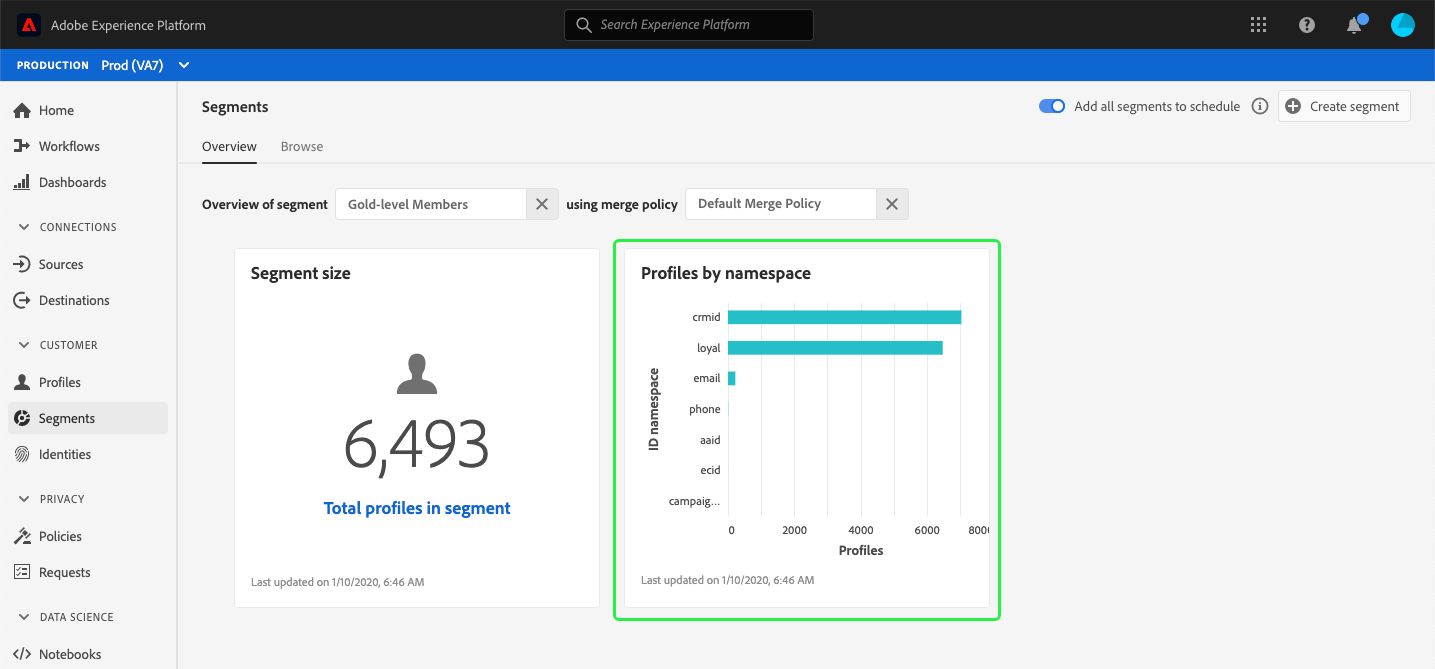 Adobe Experience Platform
Search Experience Platform
PRODUCTION Prod (VA7)
Home
Workflows
Dashboards
CONNECTIONS
Sources
Destinations
CUSTOMER
Profiles
Segments
Identities
PRIVACY
Policies
Requests
DATA SCIENCE
Notebooks
Segments
Add all segments to schedule
Create segment
Overview Browse
Overview of segment Gold-level Members using merge policy Default Merge Policy
Segment size
6,493
Total profiles in segment
Last updated on 1/10/2020, 6:46 AM
Profiles by namespace
ID namespace
crmid
loyal
email
phone
aaid
ecid
campaig...
0 2000 4000 6000 8000
Profiles
Last updated on 1/10/2020, 6:46 AM